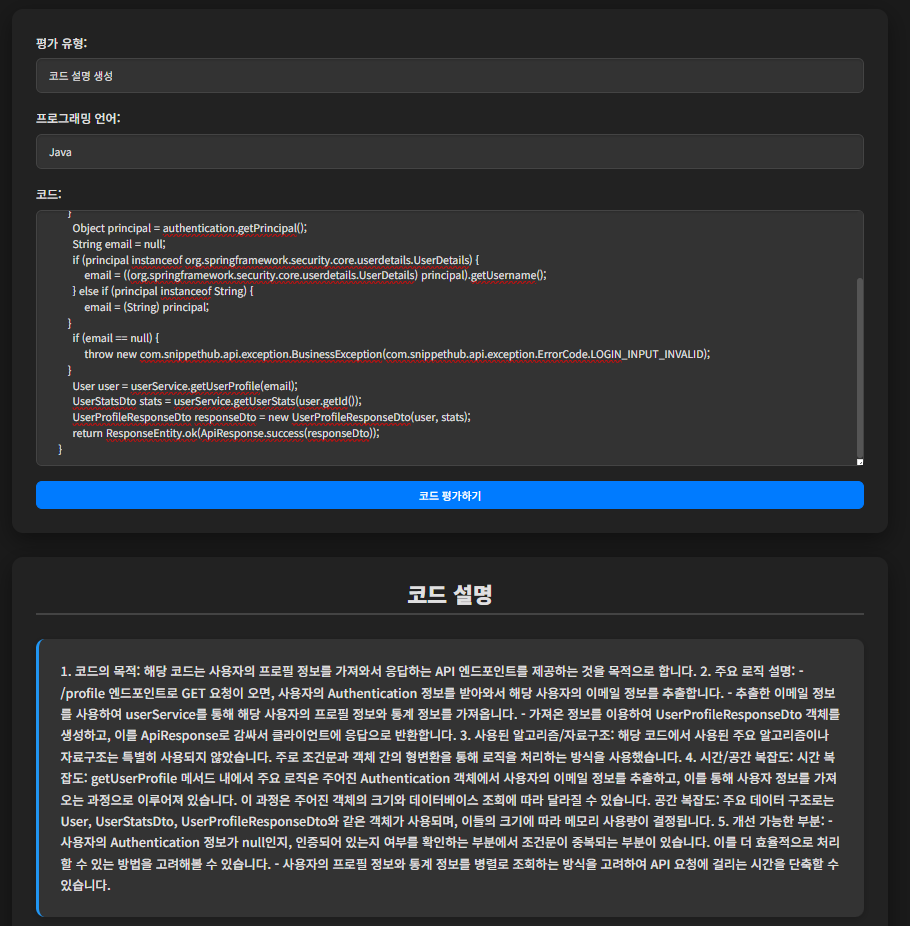 평가 유형:
코드 설명 생성
프로그래밍 언어:
Java
코드:
}
Object principal = authentication.getPrincipal();
String email = null;
if (principal instanceof org.springframework.security.core.userdetails.UserDetails) {
email = ((org.springframework.security.core.userdetails.UserDetails) principal).getUsername();
} else if (principal instanceof String) {
email = (String) principal;
}
if (email == null) {
throw new com.snippethub.api.exception.BusinessException(com.snippethub.api.exception.ErrorCode.LOGIN_INPUT_INVALID);
}
User user = userService.getUserProfile(email);
UserStatsDto stats = userService.getUserStats(user.getId());
UserProfileResponseDto responseDto = new UserProfileResponseDto(user, stats);
return ResponseEntity.ok(ApiResponse.success(responseDto));
}
코드 평가하기
코드 설명
1. 코드의 목적: 해당 코드는 사용자의 프로필 정보를 가져와서 응답하는 API 엔드포인트를 제공하는 것을 목적으로 합니다. 2. 주요 로직 설명: -
/profile 엔드포인트로 GET 요청이 오면, 사용자의 Authentication 정보를 받아와서 해당 사용자의 이메일 정보를 추출합니다. - 추출한 이메일 정보
를 사용하여 userService를 통해 해당 사용자의 프로필 정보와 통계 정보를 가져옵니다. - 가져온 정보를 이용하여 UserProfileResponseDto 객체를
생성하고, 이를 ApiResponse로 감싸서 클라이언트에 응답으로 반환합니다. 3. 사용된 알고리즘/자료구조: 해당 코드에서 사용된 주요 알고리즘이나
자료구조는 특별히 사용되지 않았습니다. 주로 조건문과 객체 간의 형변환을 통해 로직을 처리하는 방식을 사용했습니다. 4. 시간/공간 복잡도: 시간 복
잡도: getUserProfile 메서드 내에서 주요 로직은 주어진 Authentication 객체에서 사용자의 이메일 정보를 추출하고, 이를 통해 사용자 정보를 가져
오는 과정으로 이루어져 있습니다. 이 과정은 주어진 객체의 크기와 데이터베이스 조회에 따라 달라질 수 있습니다. 공간 복잡도: 주요 데이터 구조로는
User, UserStatsDto, UserProfileResponseDto와 같은 객체가 사용되며, 이들의 크기에 따라 메모리 사용량이 결정됩니다. 5. 개선 가능한 부분: -
사용자의 Authentication 정보가 null인지, 인증되어 있는지 여부를 확인하는 부분에서 조건문이 중복되는 부분이 있습니다. 이를 더 효율적으로 처리
할 수 있는 방법을 고려해볼 수 있습니다. - 사용자의 프로필 정보와 통계 정보를 병렬로 조회하는 방식을 고려하여 API 요청에 걸리는 시간을 단축할 수
있습니다.